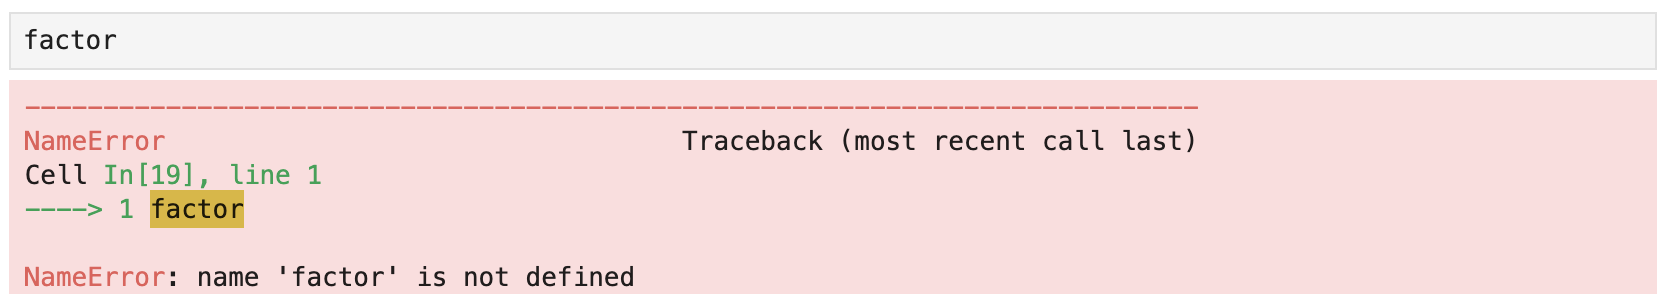 factor
---------------------------------------------------------------------------
NameError                                 Traceback (most recent call last)
Cell In[19], line 1
----> 1 factor
NameError: name 'factor' is not defined